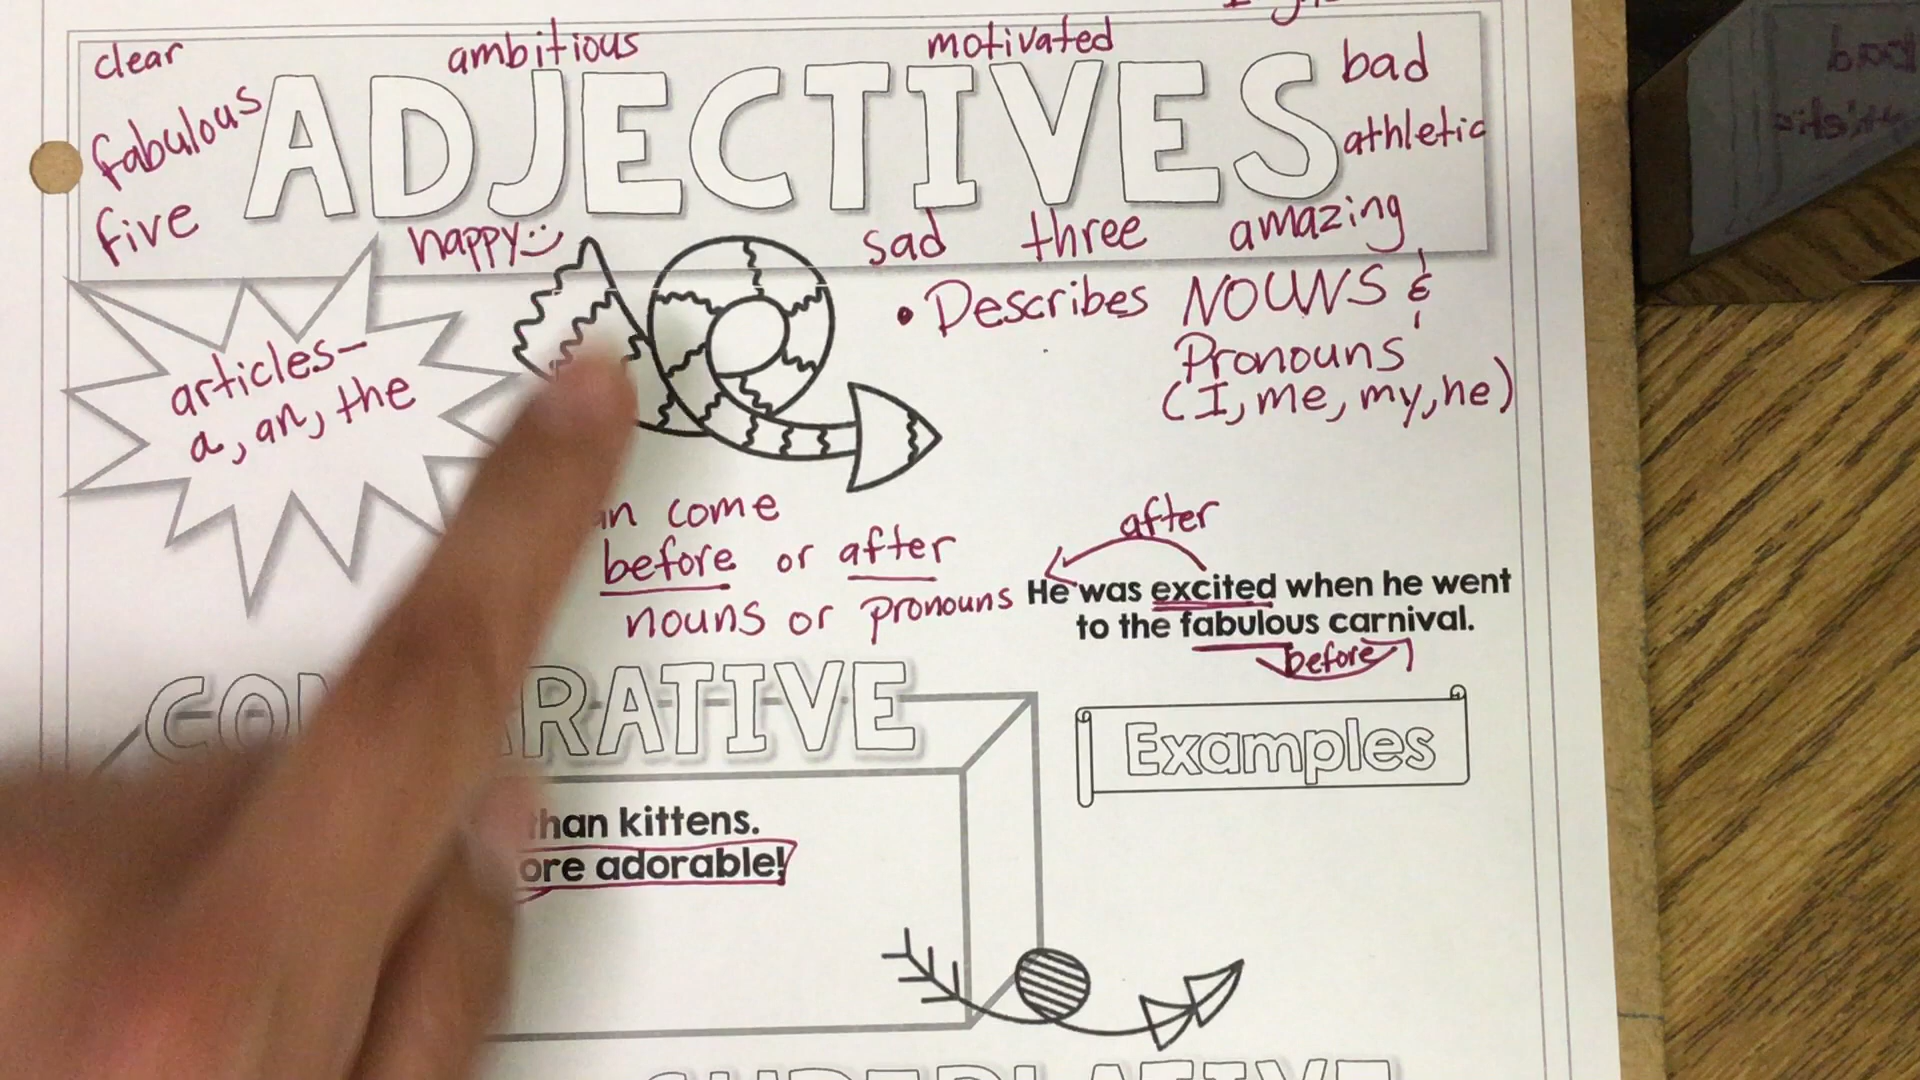 clear
ambitious
motivated
bad
fabulous
ADJECTIVES
athletic
five
happy
sad three amazing
• Describes NOUNS &
Pronouns
(I, me, my, he)
articles-
a, an, the
come
before or after
nouns or pronouns
after
He was excited when he went
to the fabulous carnival.
before
Examples
than kittens.
adorable!